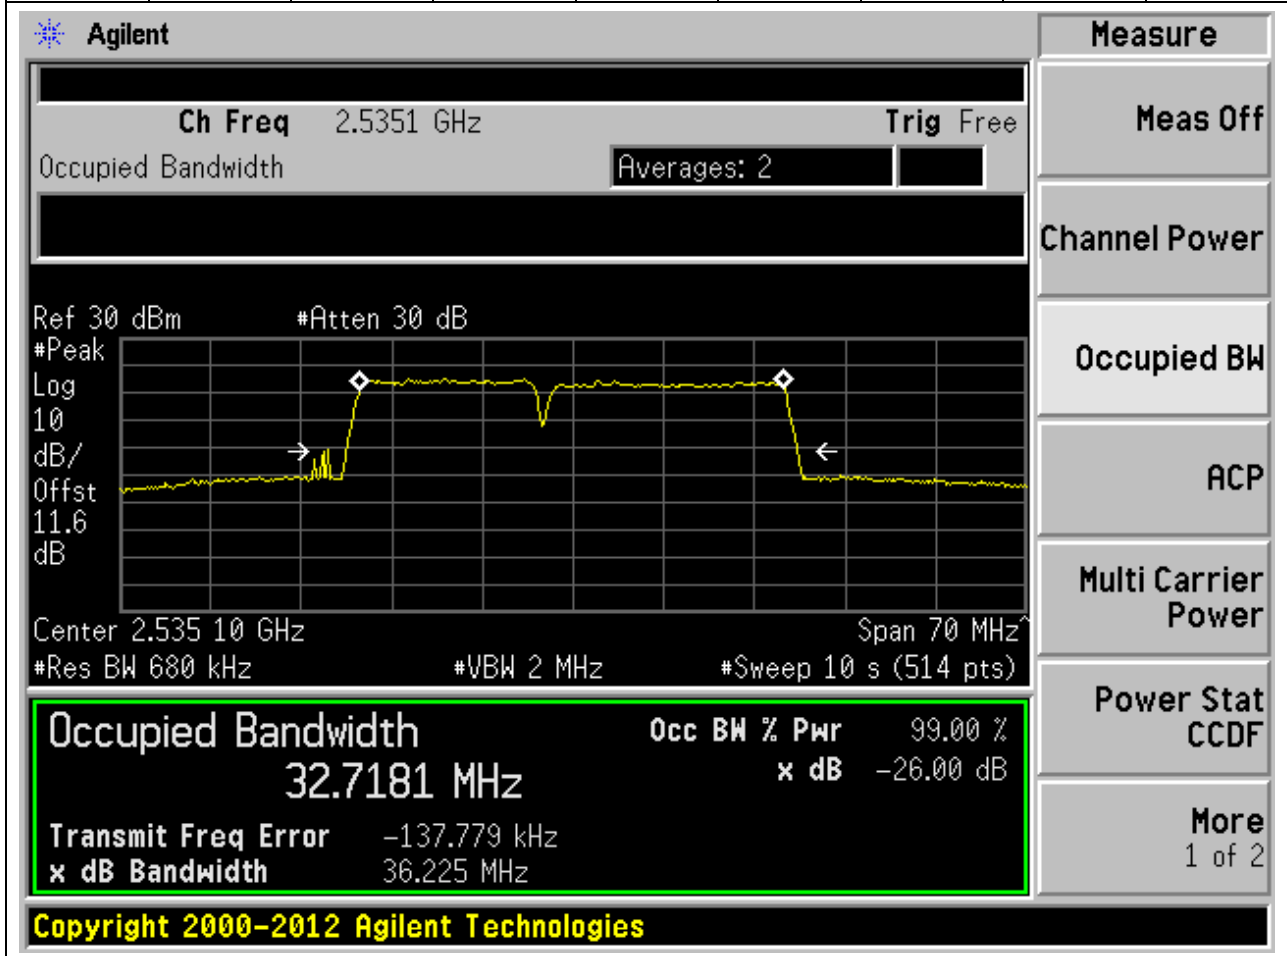 Agilent
Measure
Ch Freq 2.5351 GHz Trig Free
Occupied Bandwidth Averages: 2
Meas Off
Channel Power
Occupied BW
ACP
Multi Carrier
Power
Power Stat
CCDF
More
1 of 2
Ref 30 dBm #Atten 30 dB
#Peak
Log
10
dB/
Offst
11.6
dB
Center 2.535 10 GHz Span 70 MHz^
#Res BW 680 kHz #VBW 2 MHz #Sweep 10 s (514 pts)
Occupied Bandwidth Occ BW % Pwr 99.00 %
32.7181 MHz x dB -26.00 dB
Transmit Freq Error -137.779 kHz
x dB Bandwidth 36.225 MHz
Copyright 2000-2012 Agilent Technologies